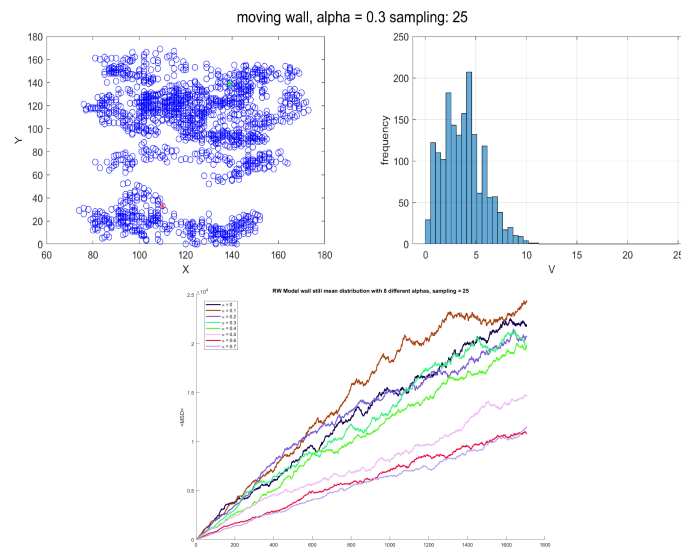 moving wall, alpha = 0.3 sampling: 25
180
160
140
120
100
80
60
40
20
0
Y
60 80 100 120 140 160 180
X
250
200
150
100
50
0
frequency
0 5 10 15 20 25
V
RW Model wall still mean distribution with 8 different alphas, sampling = 25
×10⁴
2.5
2
1.5
1
0.5
0
<MSD>
α = 0
α = 0.1
α = 0.2
α = 0.3
α = 0.4
α = 0.5
α = 0.6
α = 0.7
0 200 400 600 800 1000 1200 1400 1600 1800